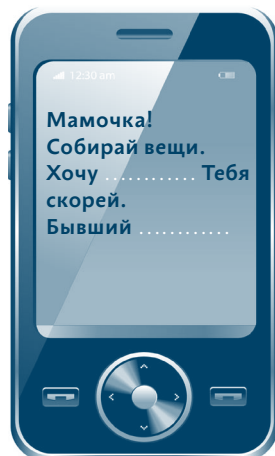 12:30 am
Мамочка!
Собирай вещи.
Хочу ............ Тебя
скорей.
Бывший ............